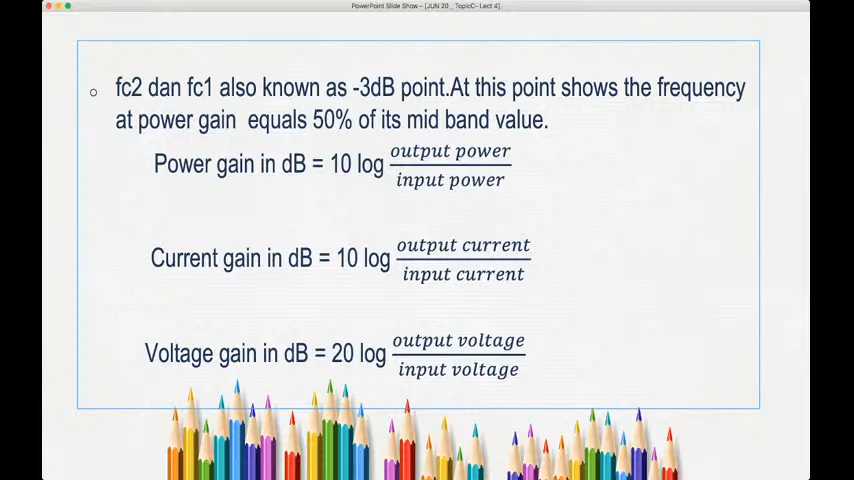 PowerPoint Slide Show - [JUN 20 _ TopicC- Lect 4]
fc2 dan fc1 also known as -3dB point.At this point shows the frequency
at power gain equals 50% of its mid band value.
Power gain in dB = 10 log output power / input power
Current gain in dB = 10 log output current / input current
Voltage gain in dB = 20 log output voltage / input voltage